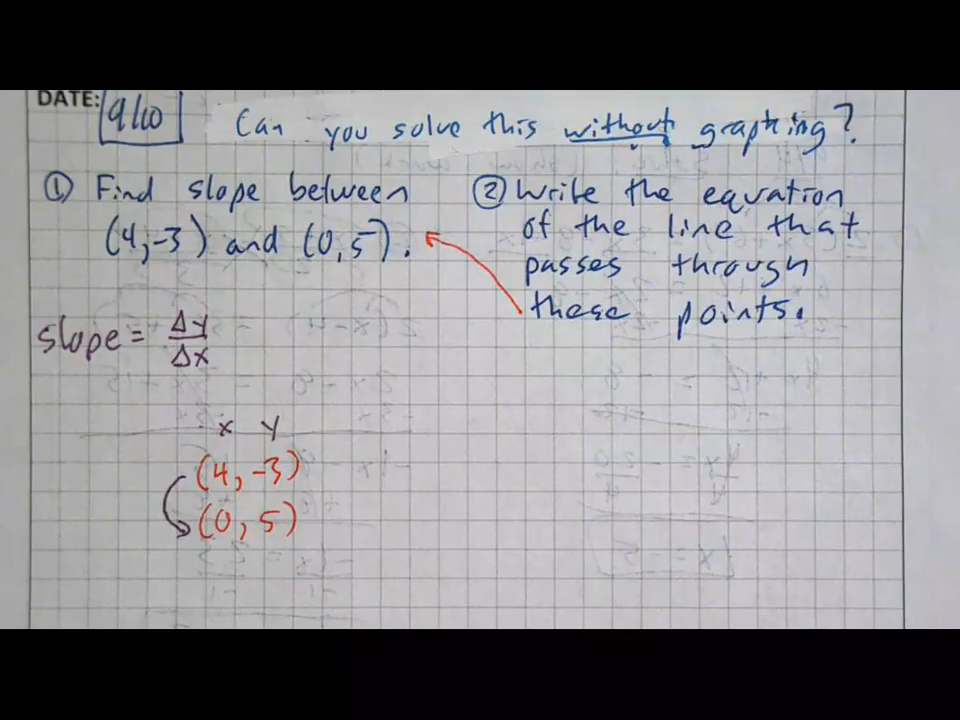 DATE: 9/10
Can you solve this without graphing?
① Find slope between
(4,-3) and (0,5).
② Write the equation
of the line that
passes through
these points.
slope = Δy
Δx
x y
(4, -3)
(0, 5)